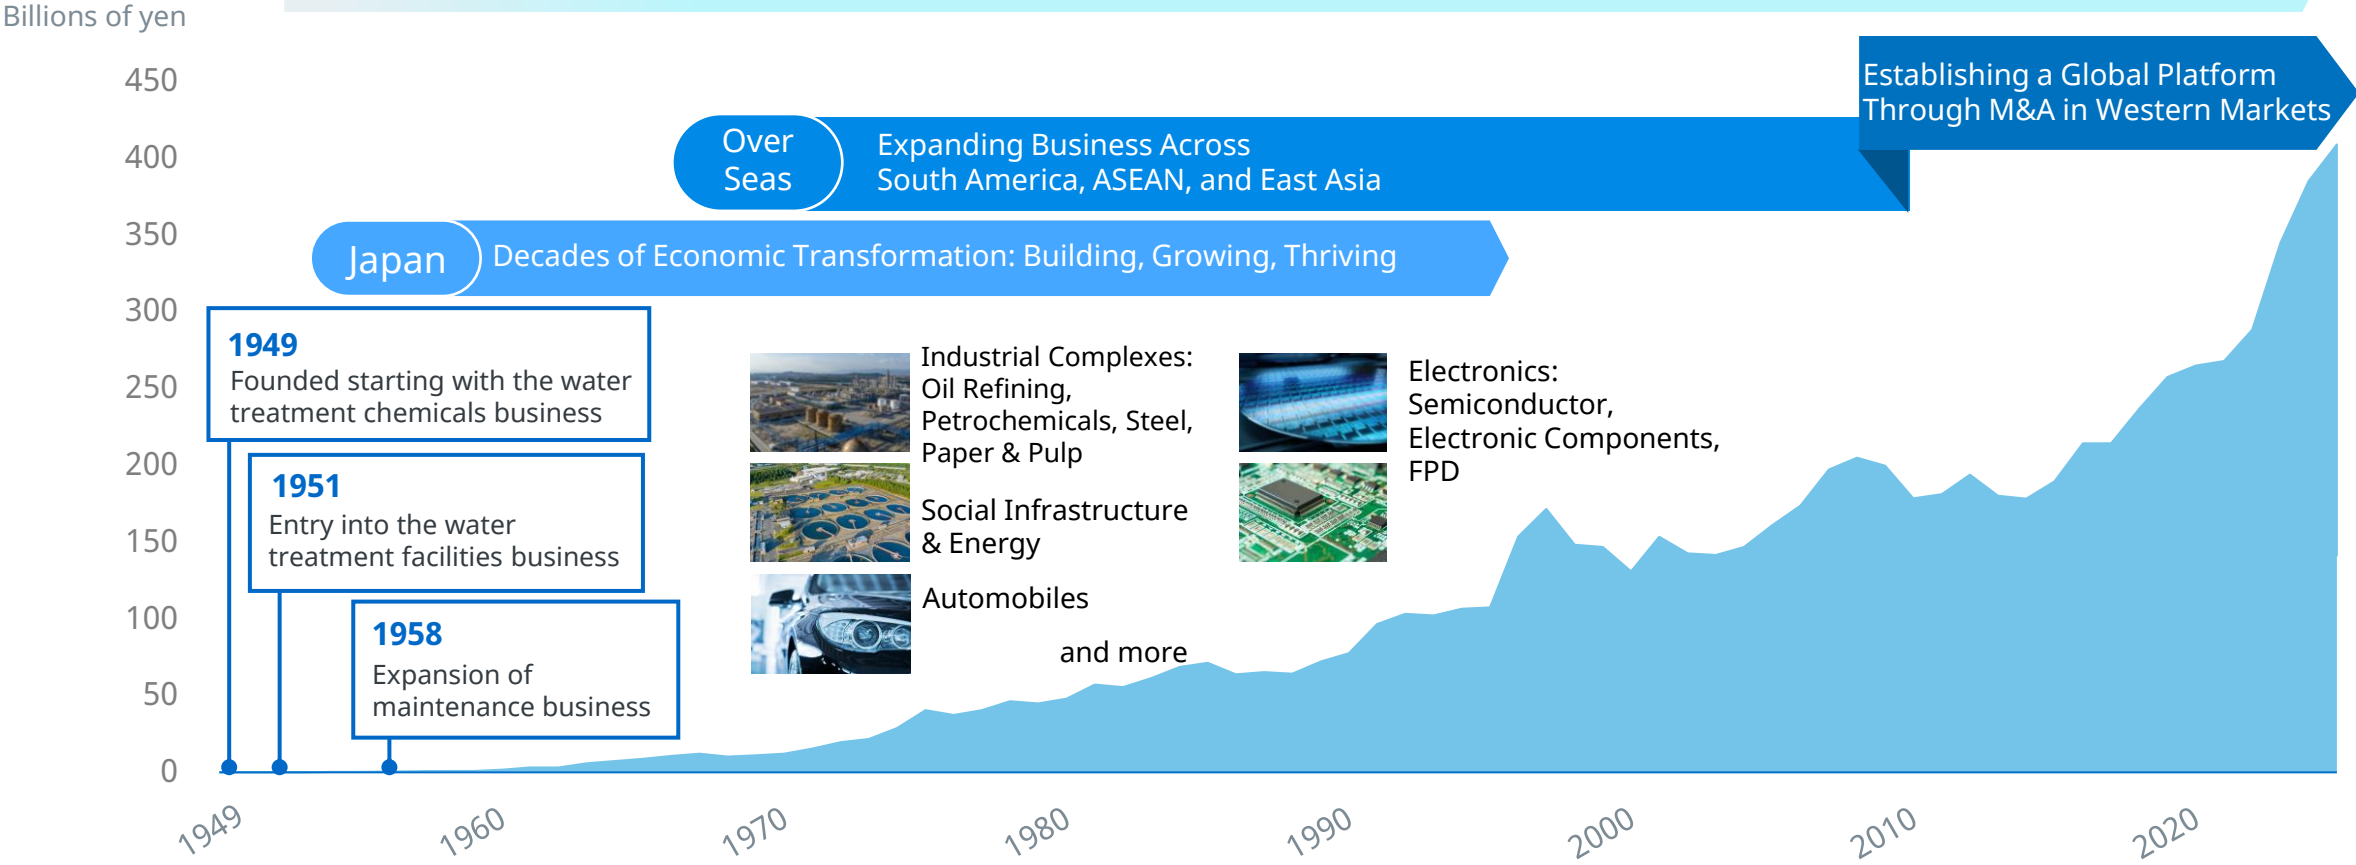 Billions of yen
450
400
350
300
250
200
150
100
50
0
Establishing a Global Platform
Through M&A in Western Markets
Over
Seas
Expanding Business Across
South America, ASEAN, and East Asia
Japan
Decades of Economic Transformation: Building, Growing, Thriving
1949
Founded starting with the water
treatment chemicals business
1951
Entry into the water
treatment facilities business
1958
Expansion of
maintenance business
Industrial Complexes:
Oil Refining,
Petrochemicals, Steel,
Paper & Pulp
Social Infrastructure
& Energy
Automobiles
and more
Electronics:
Semiconductor,
Electronic Components,
FPD
1949
1960
1970
1980
1990
2000
2010
2020